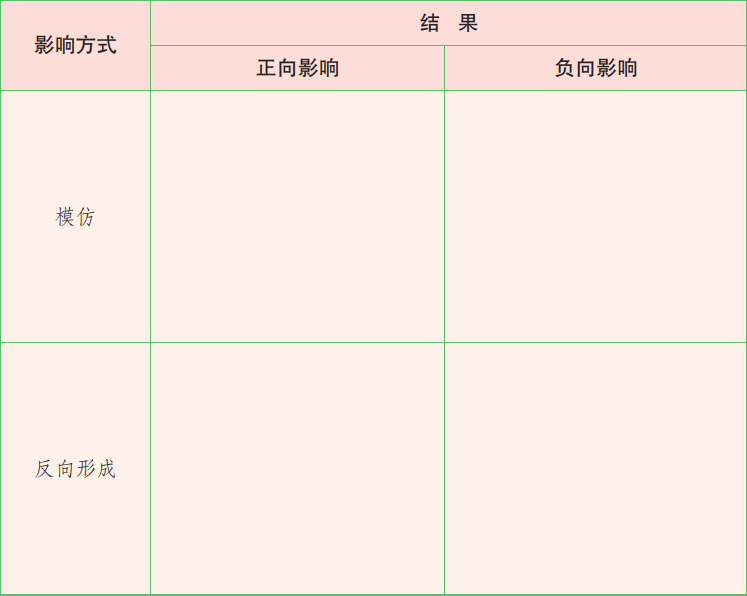 影响方式
结 果
正向影响
负向影响
模仿
反向形成